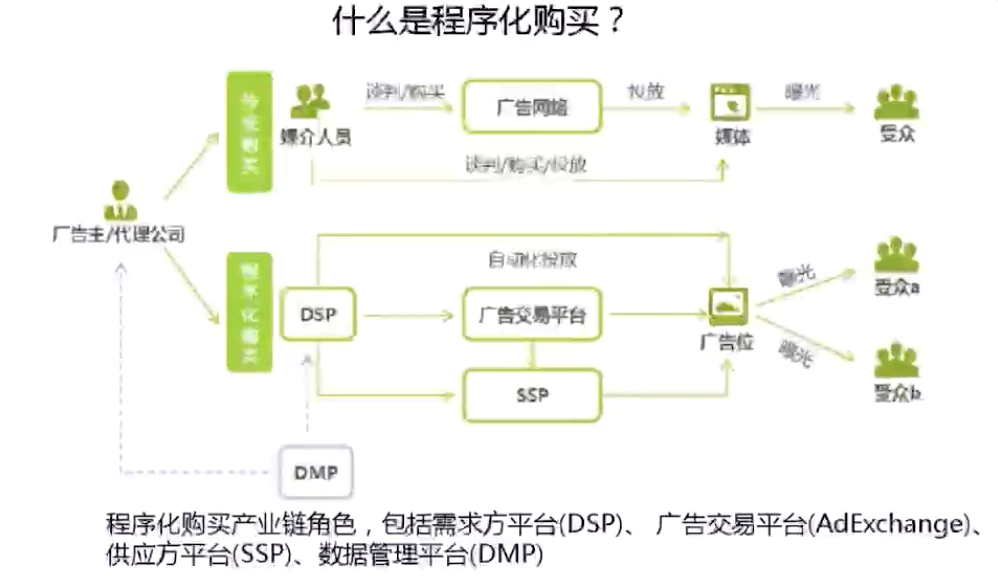 什么是程序化购买？
传统购买
媒介人员
谈判/购买
广告网络
投放
媒体
曝光
受众
谈判/购买/投放
广告主/代理公司
程序化购买
DSP
自动化投放
广告交易平台
SSP
广告位
曝光
受众a
曝光
受众b
DMP
程序化购买产业链角色，包括需求方平台(DSP)、 广告交易平台(AdExchange)、
供应方平台(SSP)、数据管理平台(DMP)